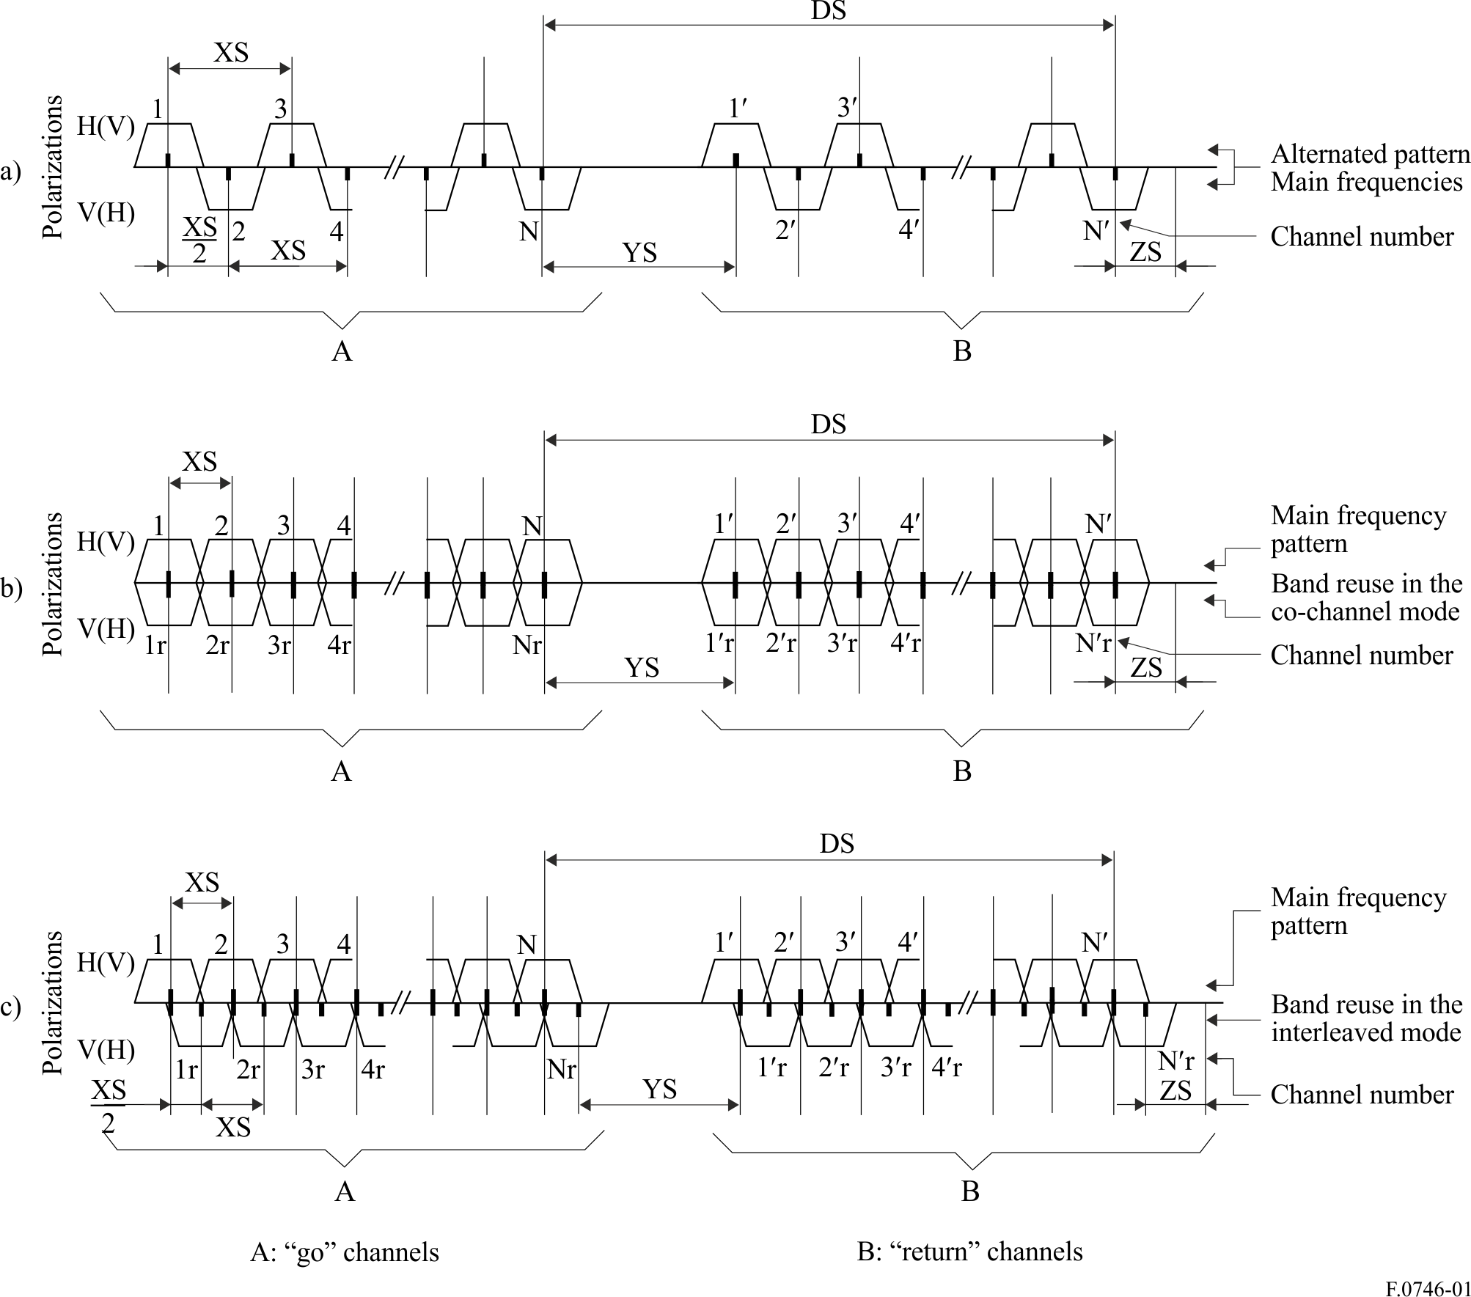 DS
XS
Polarizations
H(V)
1
3
1′
3′
a)
Alternated pattern
Main frequencies
V(H)
XS
2
2
4
N
2′
4′
N′
Channel number
XS
YS
ZS
A
B
DS
XS
Polarizations
H(V)
1
2
3
4
N
1′
2′
3′
4′
N′
Main frequency
pattern
b)
Band reuse in the
co-channel mode
V(H)
1r
2r
3r
4r
Nr
1′r
2′r
3′r
4′r
N′r
Channel number
YS
ZS
A
B
DS
XS
Polarizations
H(V)
1
2
3
4
N
1′
2′
3′
4′
N′
Main frequency
pattern
c)
Band reuse in the
interleaved mode
V(H)
1r
2r
3r
4r
Nr
1′r
2′r
3′r
4′r
N′r
XS
2
XS
YS
ZS
Channel number
A
B
A: “go” channels
B: “return” channels
F.0746-01